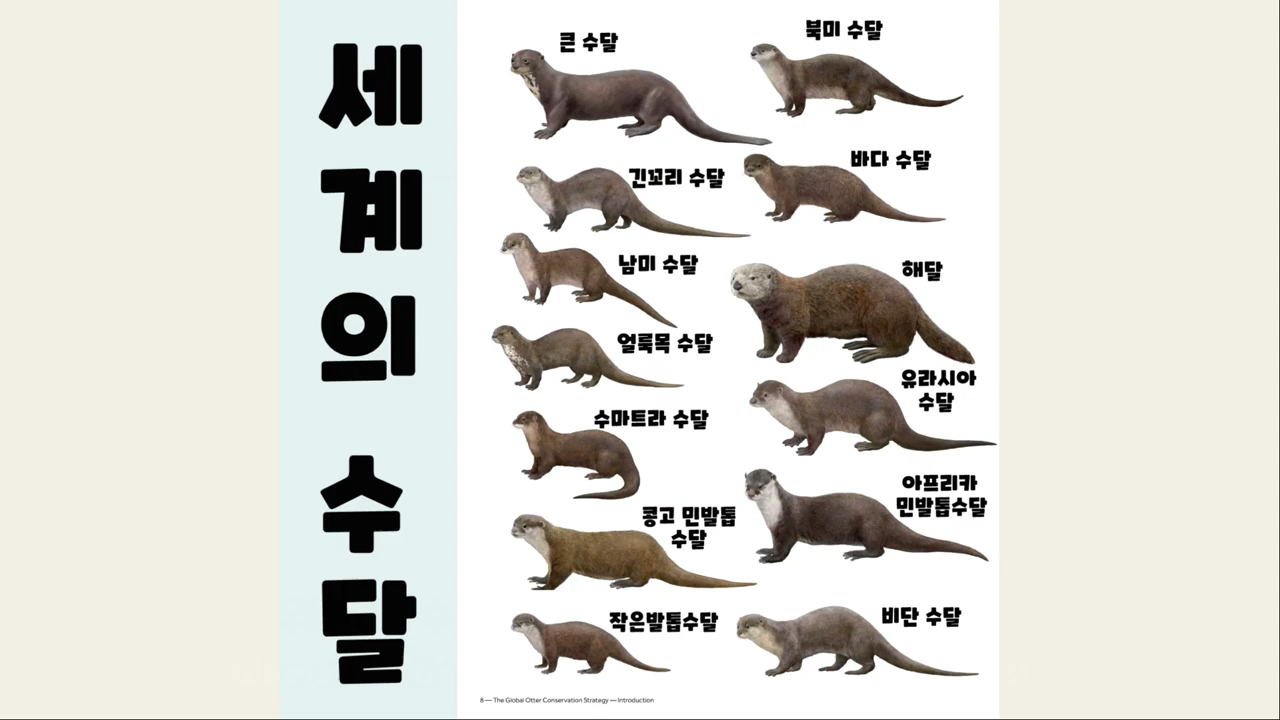 세계의 수달
큰 수달
북미 수달
긴꼬리 수달
바다 수달
남미 수달
해달
얼룩목 수달
유라시아
수달
수마트라 수달
아프리카
민발톱수달
콩고 민발톱
수달
작은발톱수달
비단 수달
8 — The Global Otter Conservation Strategy — Introduction